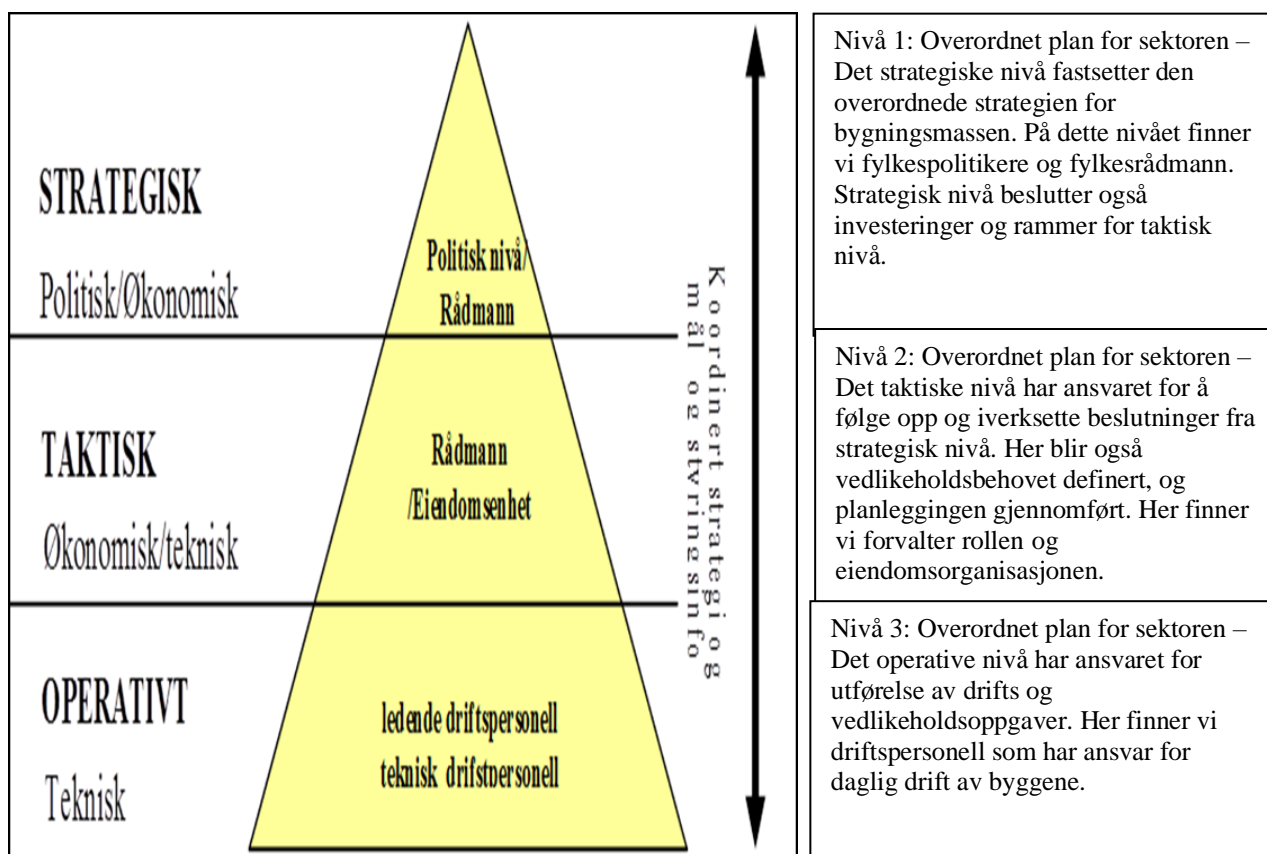 STRATEGISK
Politisk/Økonomisk
Politisk nivå/
Rådmann
TAKTISK
Økonomisk/teknisk
Rådmann
/Eiendomsenhet
OPERATIVT
Teknisk
ledende driftspersonell
teknisk drifstpersonell
Koordinert strategi og
mål og styringsinfo
Nivå 1: Overordnet plan for sektoren –
Det strategiske nivå fastsetter den
overordnede strategien for
bygningsmassen. På dette nivået finner
vi fylkespolitikere og fylkesrådmann.
Strategisk nivå beslutter også
investeringer og rammer for taktisk
nivå.
Nivå 2: Overordnet plan for sektoren –
Det taktiske nivå har ansvaret for å
følge opp og iverksette beslutninger fra
strategisk nivå. Her blir også
vedlikeholdsbehovet definert, og
planleggingen gjennomført. Her finner
vi forvalter rollen og
eiendomsorganisasjonen.
Nivå 3: Overordnet plan for sektoren –
Det operative nivå har ansvaret for
utførelse av drifts og
vedlikeholdsoppgaver. Her finner vi
driftspersonell som har ansvar for
daglig drift av byggene.